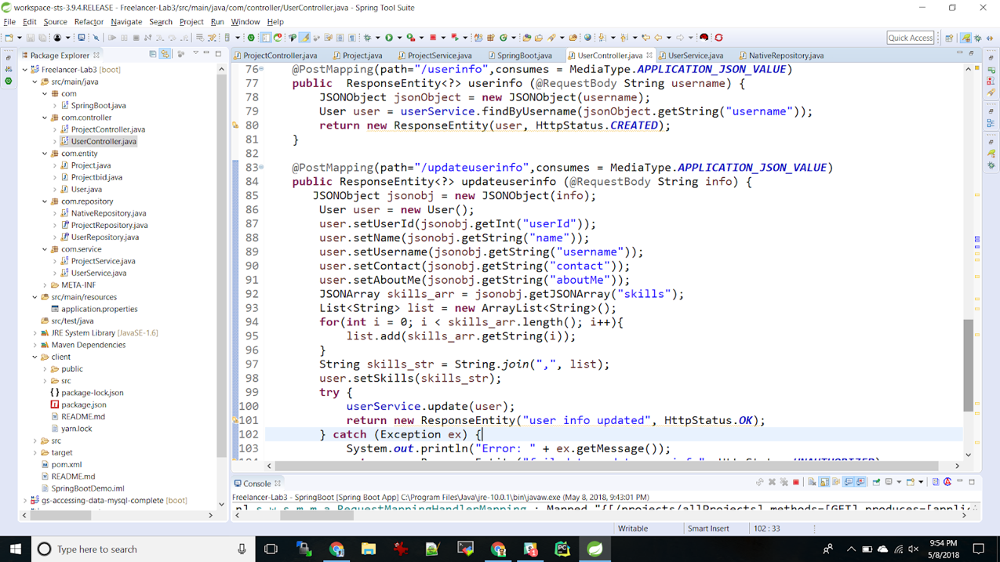 workspace-sts-3.9.4.RELEASE - Freelancer-Lab3/src/main/java/com/controller/UserController.java - Spring Tool Suite
File Edit Source Refactor Navigate Search Project Run Window Help
Quick Access
Package Explorer
ProjectController.java Project.java ProjectService.java SpringBoot.java UserController.java UserService.java NativeRepository.java
Freelancer-Lab3 [boot]
src/main/java
com
SpringBoot.java
com.controller
ProjectController.java
UserController.java
com.entity
Project.java
Projectbid.java
User.java
com.repository
NativeRepository.java
ProjectRepository.java
UserRepository.java
com.service
ProjectService.java
UserService.java
META-INF
src/main/resources
application.properties
src/test/java
JRE System Library [JavaSE-1.6]
Maven Dependencies
client
public
src
package-lock.json
package.json
README.md
yarn.lock
src
target
pom.xml
README.md
SpringBootDemo.iml
gs-accessing-data-mysql-complete [boot]
76 @PostMapping(path="/userinfo",consumes = MediaType.APPLICATION_JSON_VALUE)
77 public  ResponseEntity<?> userinfo (@RequestBody String username) {
78 JSONObject jsonObject = new JSONObject(username);
79 User user = userService.findByUsername(jsonObject.getString("username"));
80 return new ResponseEntity(user, HttpStatus.CREATED);
81 }
82
83 @PostMapping(path="/updateuserinfo",consumes = MediaType.APPLICATION_JSON_VALUE)
84 public ResponseEntity<?> updateuserinfo (@RequestBody String info) {
85 JSONObject jsonobj = new JSONObject(info);
86 User user = new User();
87 user.setUserId(jsonobj.getInt("userId"));
88 user.setName(jsonobj.getString("name"));
89 user.setUsername(jsonobj.getString("username"));
90 user.setContact(jsonobj.getString("contact"));
91 user.setAboutMe(jsonobj.getString("aboutMe"));
92 JSONArray skills_arr = jsonobj.getJSONArray("skills");
93 List<String> list = new ArrayList<String>();
94 for(int i = 0; i < skills_arr.length(); i++){
95 list.add(skills_arr.getString(i));
96 }
97 String skills_str = String.join(",", list);
98 user.setSkills(skills_str);
99 try {
100 userService.update(user);
101 return new ResponseEntity("user info updated", HttpStatus.OK);
102 } catch (Exception ex) {
103 System.out.println("Error: " + ex.getMessage());
Console
Freelancer-Lab3 - SpringBoot [Spring Boot App] C:\Program Files\Java\jre-10.0.1\bin\javaw.exe (May 8, 2018, 9:43:01 PM)
nl s w s m m a RequestMappingHandlerMapping : Mapped "{[/projects/allProjects],methods=[GET],produces=[applic
Writable Smart Insert 102 : 33
Type here to search
9:54 PM
5/8/2018